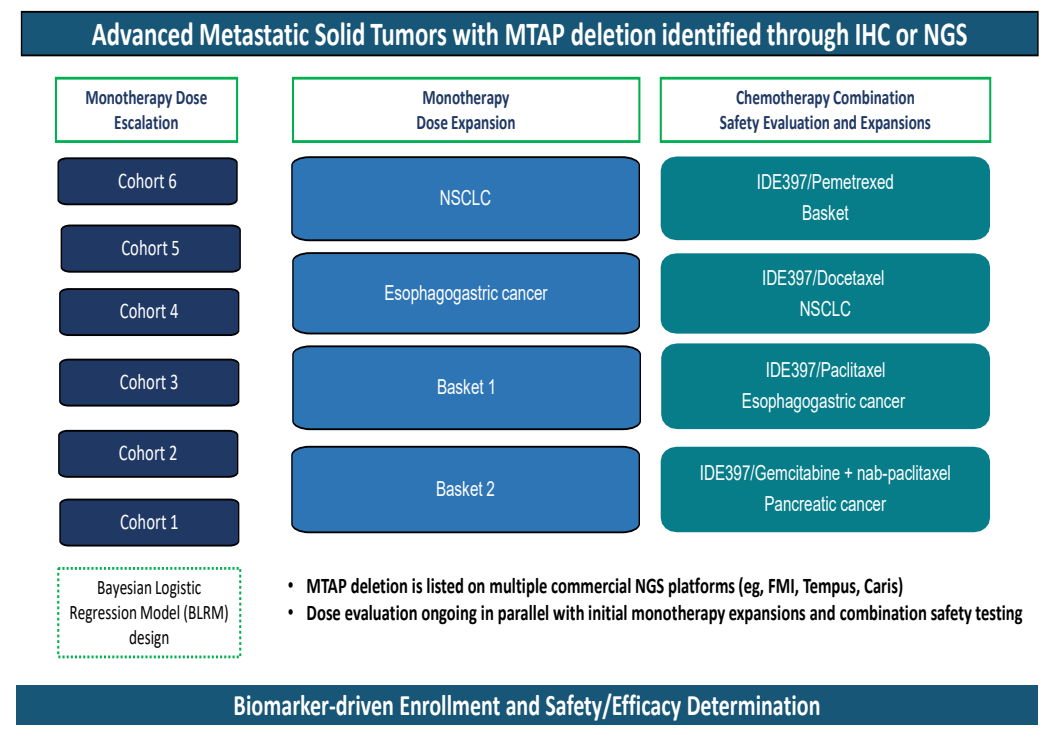 Advanced Metastatic Solid Tumors with MTAP deletion identified through IHC or NGS
Monotherapy Dose
Escalation
Cohort 6
Cohort 5
Cohort 4
Cohort 3
Cohort 2
Cohort 1
Bayesian Logistic
Regression Model (BLRM)
design
Monotherapy
Dose Expansion
NSCLC
Esophagogastric cancer
Basket 1
Basket 2
Chemotherapy Combination
Safety Evaluation and Expansions
IDE397/Pemetrexed
Basket
IDE397/Docetaxel
NSCLC
IDE397/Paclitaxel
Esophagogastric cancer
IDE397/Gemcitabine + nab-paclitaxel
Pancreatic cancer
• MTAP deletion is listed on multiple commercial NGS platforms (eg, FMI, Tempus, Caris)
• Dose evaluation ongoing in parallel with initial monotherapy expansions and combination safety testing
Biomarker-driven Enrollment and Safety/Efficacy Determination